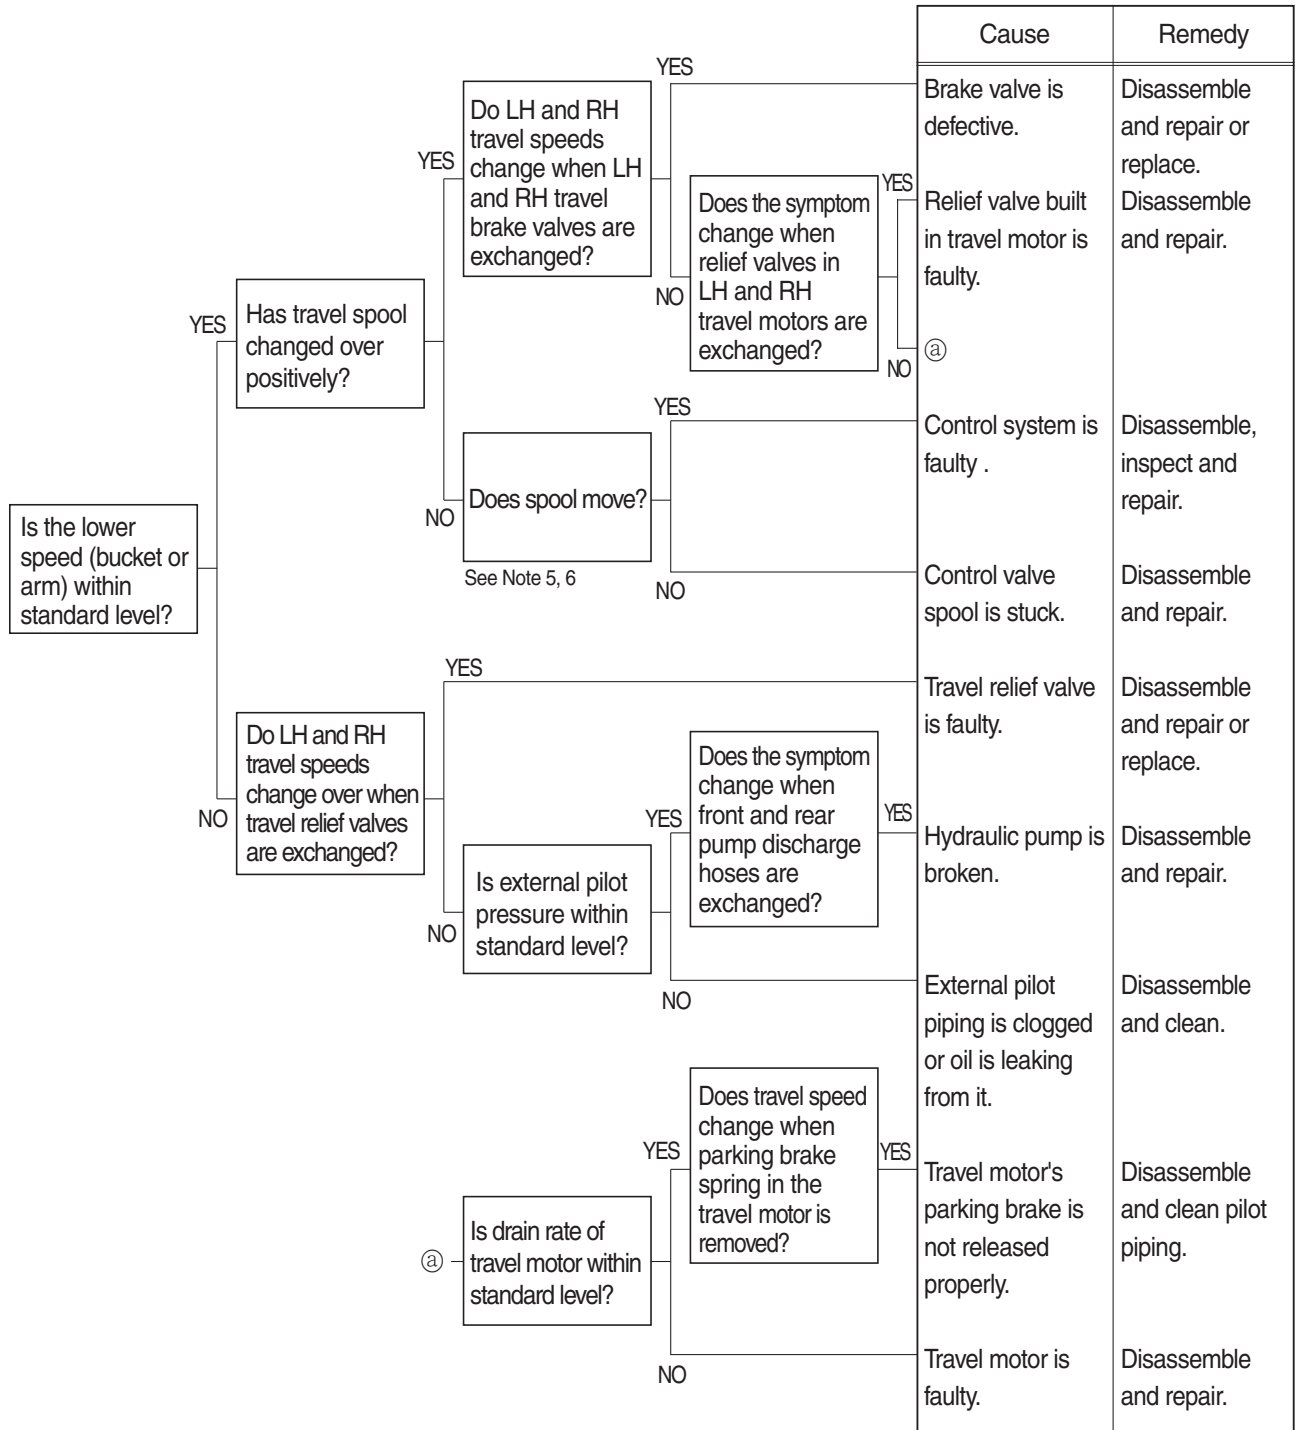 Cause
Remedy
YES
Brake valve is
defective.
Disassemble
and repair or
replace.
Do LH and RH
travel speeds
change when LH
and RH travel
brake valves are
exchanged?
YES
YES
Relief valve built
in travel motor is
faulty.
Disassemble
and repair.
Does the symptom
change when
relief valves in
LH and RH
travel motors are
exchanged?
NO
NO
ⓐ
YES
Has travel spool
changed over
positively?
YES
Control system is
faulty .
Disassemble,
inspect and
repair.
NO
Does spool move?
See Note 5, 6
NO
Control valve
spool is stuck.
Disassemble
and repair.
Is the lower
speed (bucket or
arm) within
standard level?
YES
Travel relief valve
is faulty.
Disassemble
and repair or
replace.
NO
Do LH and RH
travel speeds
change over when
travel relief valves
are exchanged?
YES
Does the symptom
change when
front and rear
pump discharge
hoses are
exchanged?
YES
Hydraulic pump is
broken.
Disassemble
and repair.
NO
Is external pilot
pressure within
standard level?
NO
External pilot
piping is clogged
or oil is leaking
from it.
Disassemble
and clean.
YES
Does travel speed
change when
parking brake
spring in the
travel motor is
removed?
YES
Travel motor's
parking brake is
not released
properly.
Disassemble
and clean pilot
piping.
ⓐ
Is drain rate of
travel motor within
standard level?
NO
Travel motor is
faulty.
Disassemble
and repair.